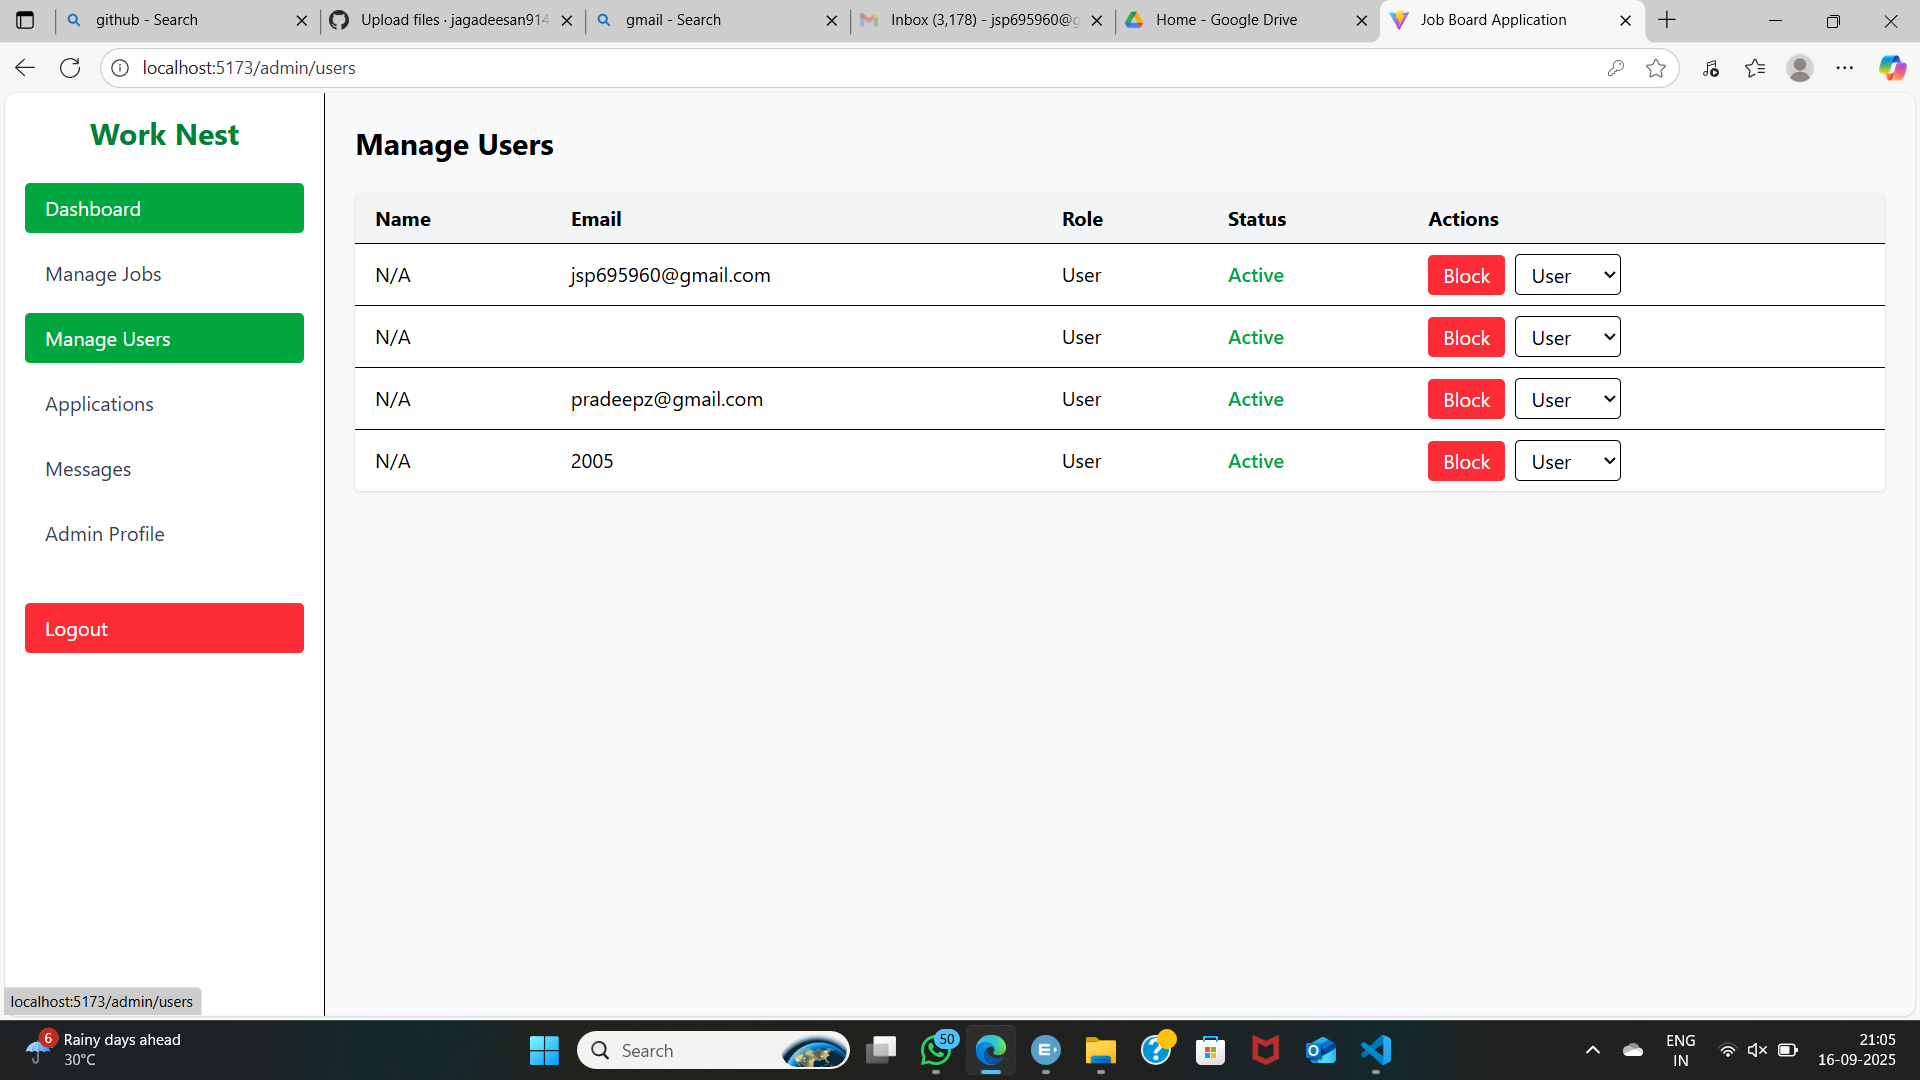 github - Search
Upload files · jagadeesan914
gmail - Search
Inbox (3,178) - jsp695960@g
Home - Google Drive
Job Board Application
localhost:5173/admin/users
Work Nest
Dashboard
Manage Jobs
Manage Users
Applications
Messages
Admin Profile
Logout
Manage Users
Name Email Role Status Actions
N/A jsp695960@gmail.com User Active Block User
N/A User Active Block User
N/A pradeepz@gmail.com User Active Block User
N/A 2005 User Active Block User
localhost:5173/admin/users
6
Rainy days ahead
30°C
Search
50
ENG
IN
21:05
16-09-2025